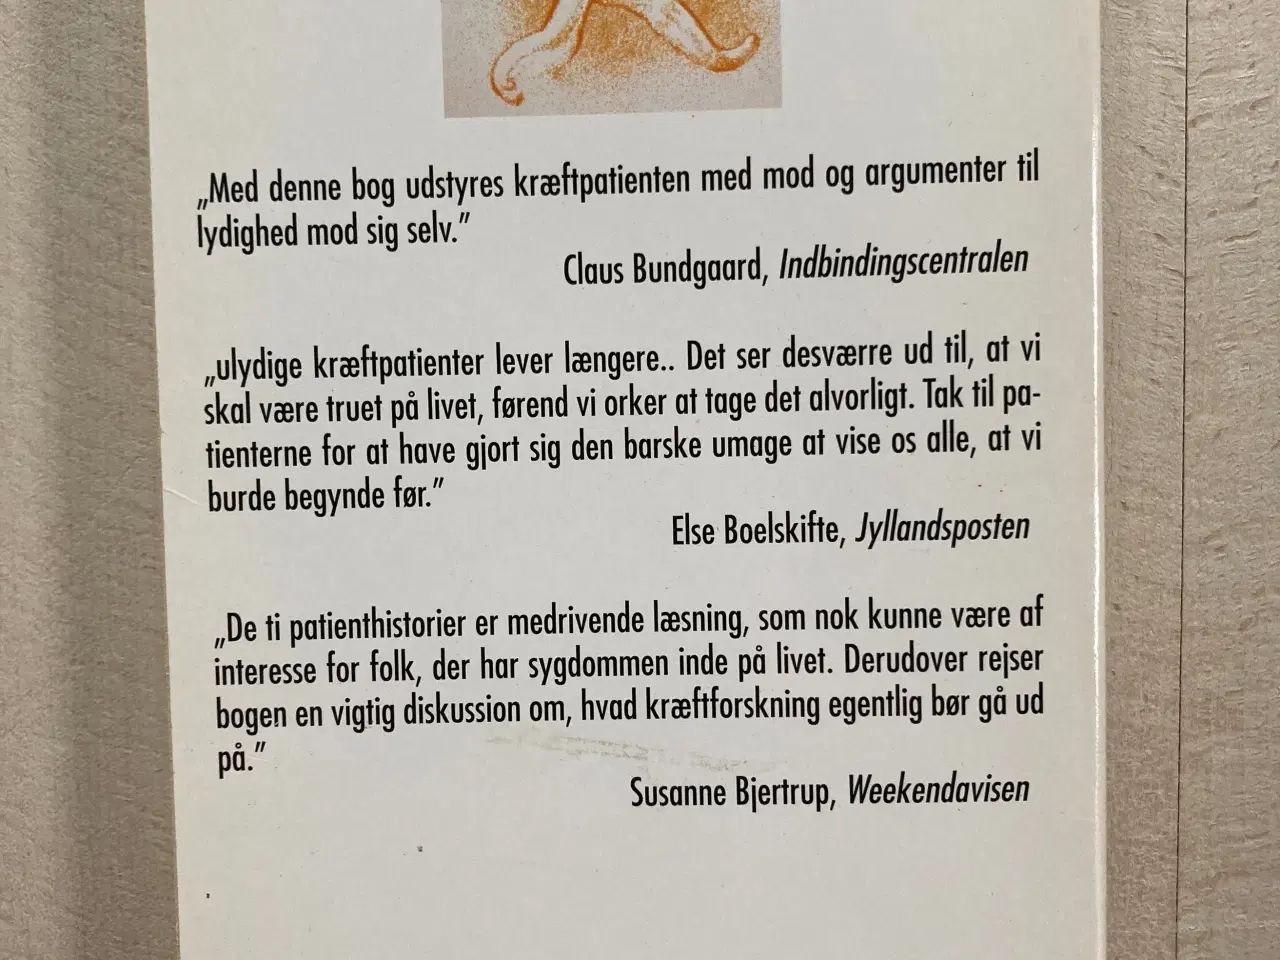 „Med denne bog udstyres kræftpatienten med mod og argumenter til
lydighed mod sig selv.”
Claus Bundgaard, Indbindingscentralen
„ulydige kræftpatienter lever længere.. Det ser desværre ud til, at vi
skal være truet på livet, førend vi orker at tage det alvorligt. Tak til pa-
tienterne for at have gjort sig den barske umage at vise os alle, at vi
burde begynde før.”
Else Boelskifte, Jyllandsposten
„De ti patienthistorier er medrivende læsning, som nok kunne være af
interesse for folk, der har sygdommen inde på livet. Derudover rejser
bogen en vigtig diskussion om, hvad kræftforskning egentlig bør gå ud
på.”
Susanne Bjertrup, Weekendavisen